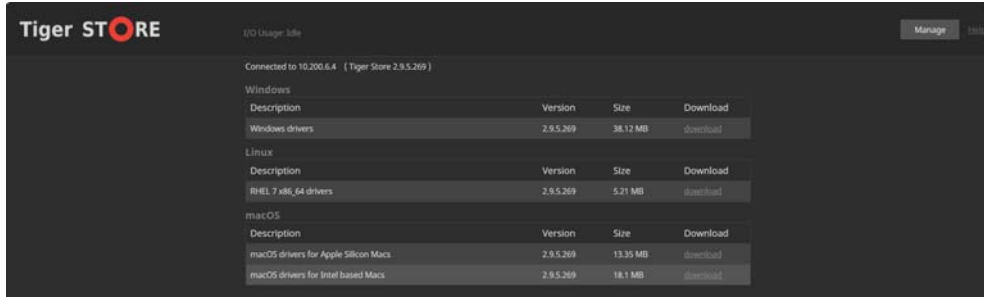 Tiger STORE
I/O Usage: Idle
Manage
Help
Connected to 10.200.6.4 ( Tiger Store 2.9.5.269 )
Windows
Description Version Size Download
Windows drivers 2.9.5.269 38.12 MB download
Linux
Description Version Size Download
RHEL 7 x86_64 drivers 2.9.5.269 5.21 MB download
macOS
Description Version Size Download
macOS drivers for Apple Silicon Macs 2.9.5.269 13.35 MB download
macOS drivers for Intel based Macs 2.9.5.269 18.1 MB download